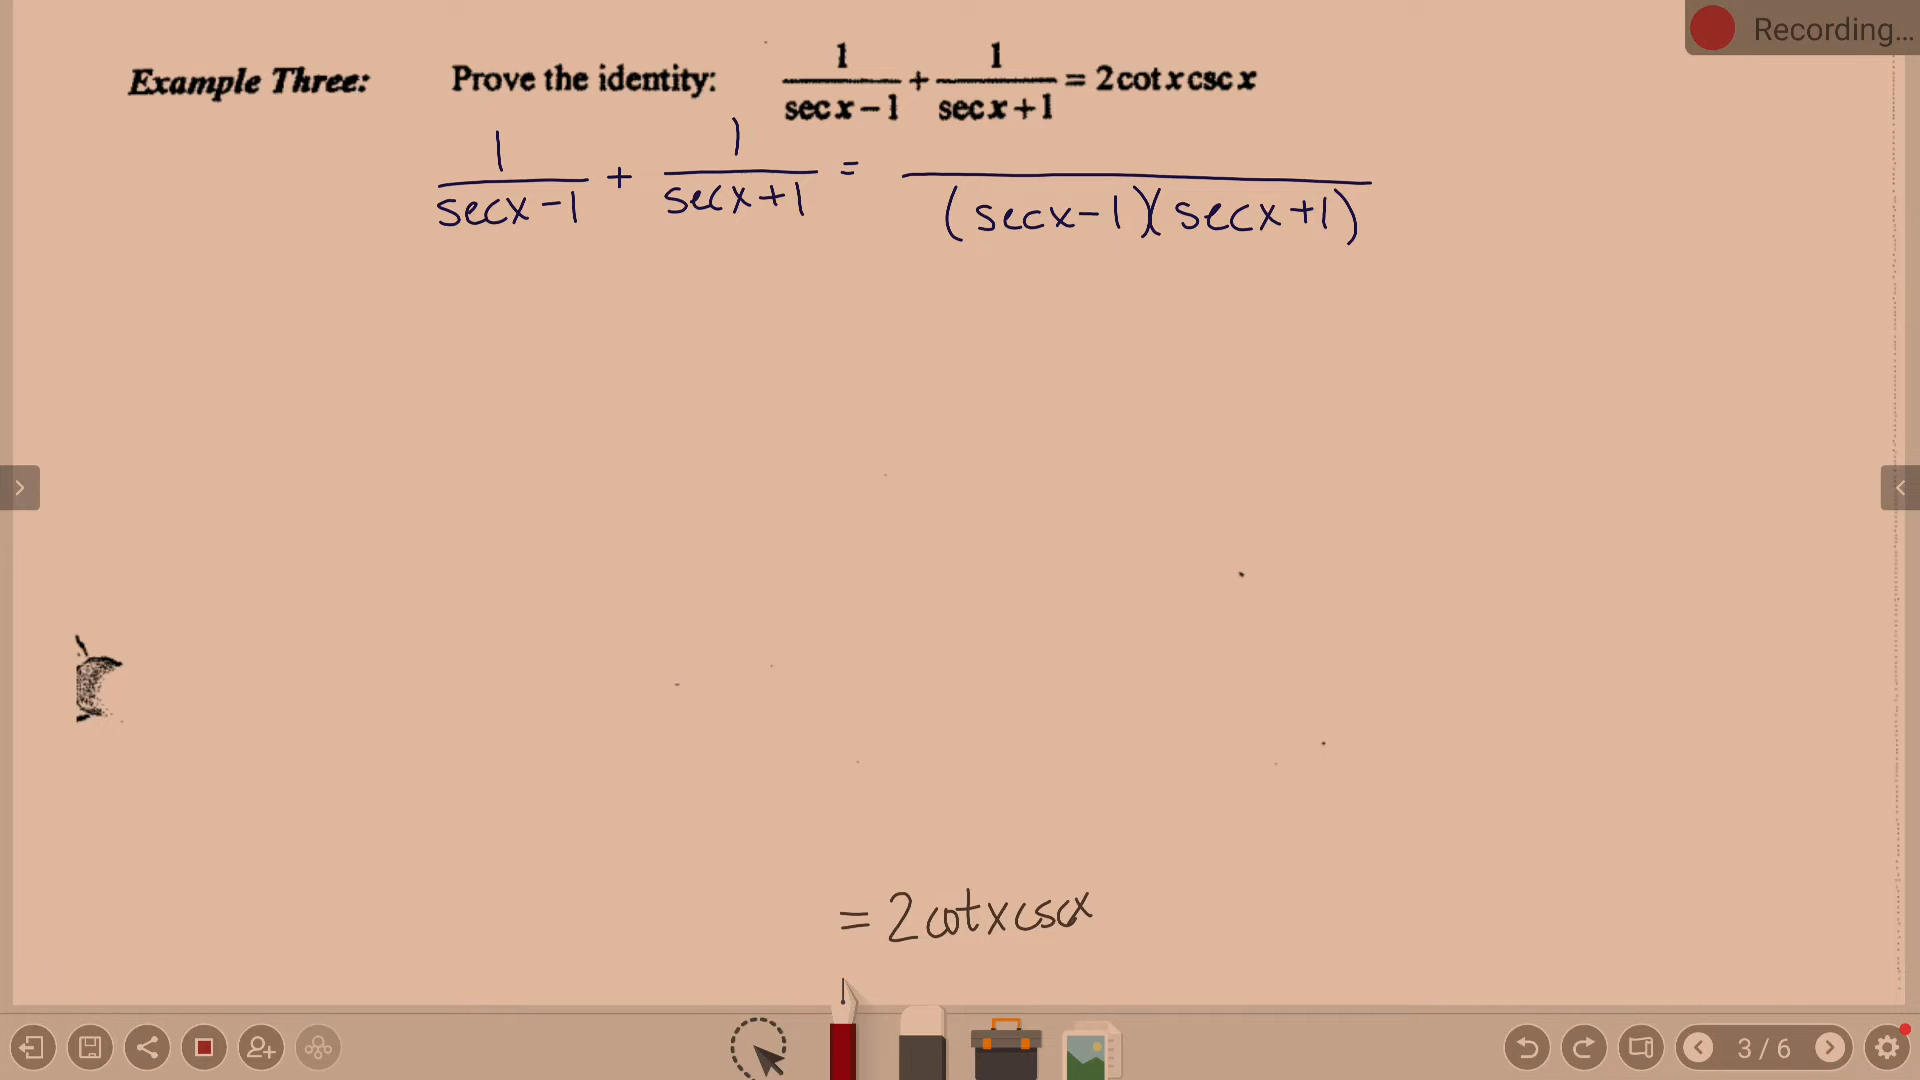 Recording...
Example Three: Prove the identity: 1/(sec x − 1) + 1/(sec x + 1) = 2 cot x csc x
1/(secx − 1) + 1/(secx + 1) = /((secx − 1)(secx + 1))
= 2cotxcscx
3 / 6